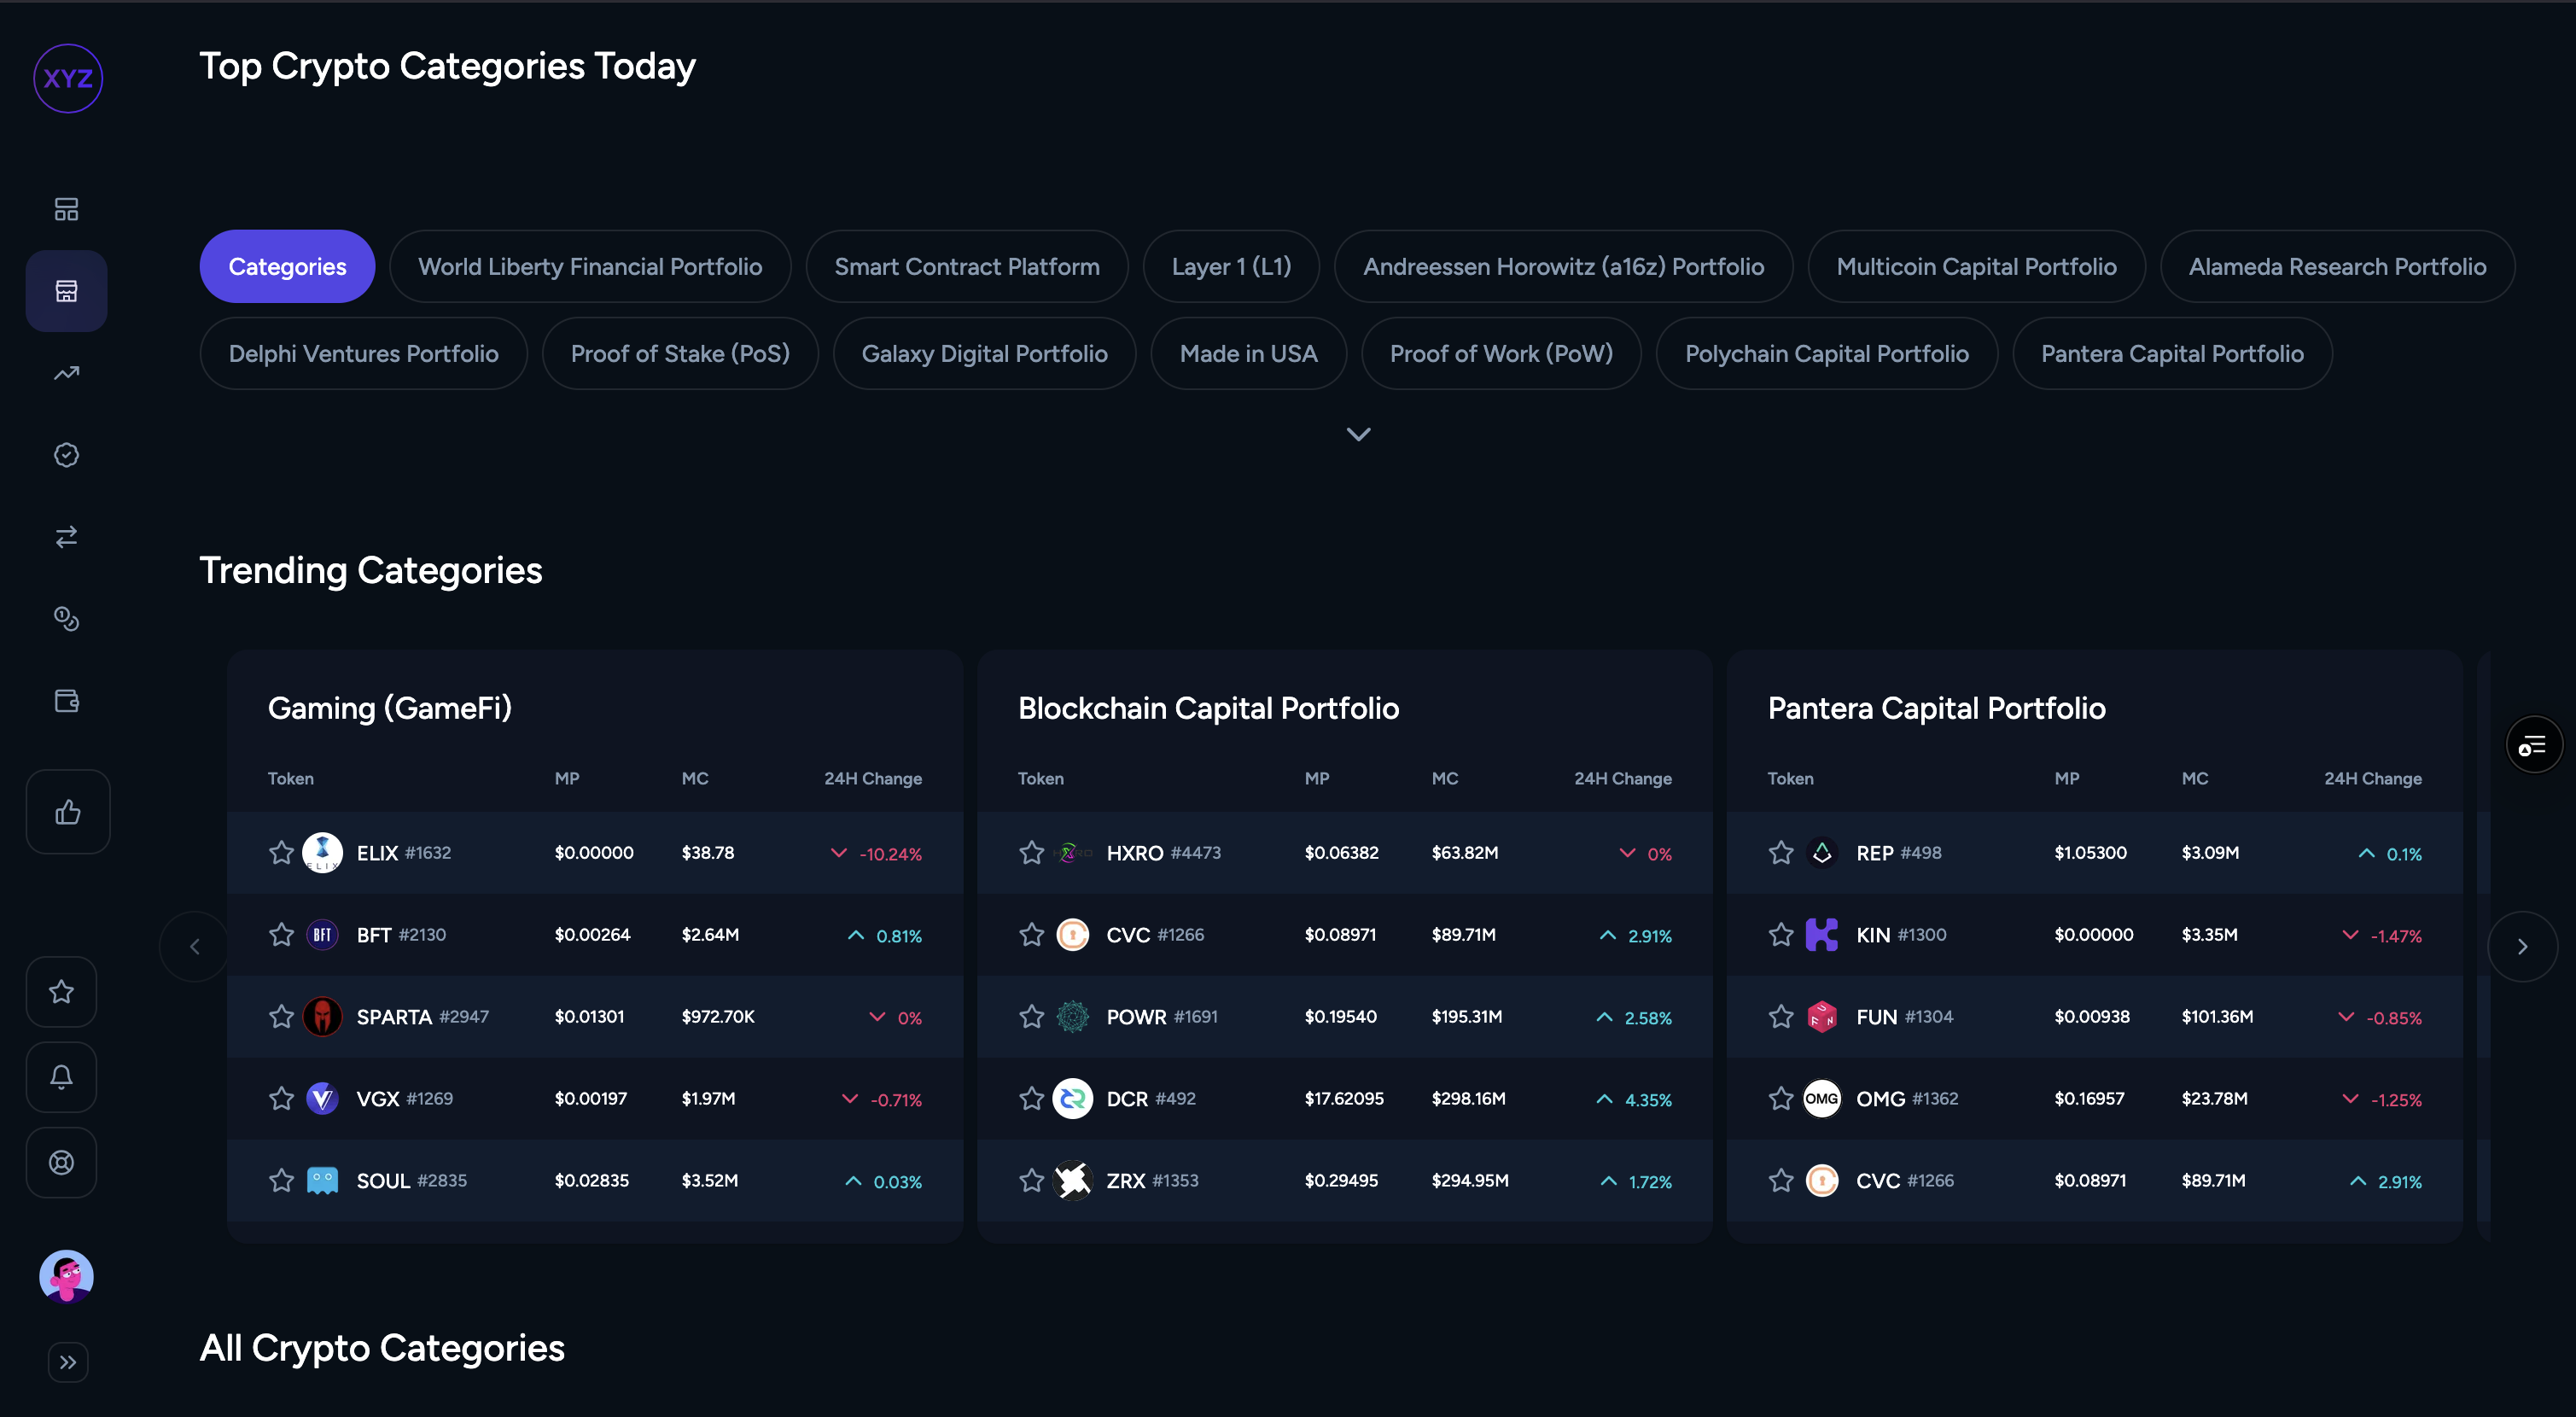 XYZ
Top Crypto Categories Today
Categories World Liberty Financial Portfolio Smart Contract Platform Layer 1 (L1) Andreessen Horowitz (a16z) Portfolio Multicoin Capital Portfolio Alameda Research Portfolio
Delphi Ventures Portfolio Proof of Stake (PoS) Galaxy Digital Portfolio Made in USA Proof of Work (PoW) Polychain Capital Portfolio Pantera Capital Portfolio
Trending Categories
Gaming (GameFi)
Token MP MC 24H Change
ELIX ELIX #1632 $0.00000 $38.78 -10.24%
BFT BFT #2130 $0.00264 $2.64M 0.81%
SPARTA #2947 $0.01301 $972.70K 0%
VGX #1269 $0.00197 $1.97M -0.71%
SOUL #2835 $0.02835 $3.52M 0.03%
Blockchain Capital Portfolio
Token MP MC 24H Change
HXRO HXRO #4473 $0.06382 $63.82M 0%
CVC #1266 $0.08971 $89.71M 2.91%
POWR #1691 $0.19540 $195.31M 2.58%
DCR #492 $17.62095 $298.16M 4.35%
ZRX #1353 $0.29495 $294.95M 1.72%
Pantera Capital Portfolio
Token MP MC 24H Change
REP #498 $1.05300 $3.09M 0.1%
KIN #1300 $0.00000 $3.35M -1.47%
FUN FUN #1304 $0.00938 $101.36M -0.85%
OMG OMG #1362 $0.16957 $23.78M -1.25%
CVC #1266 $0.08971 $89.71M 2.91%
All Crypto Categories